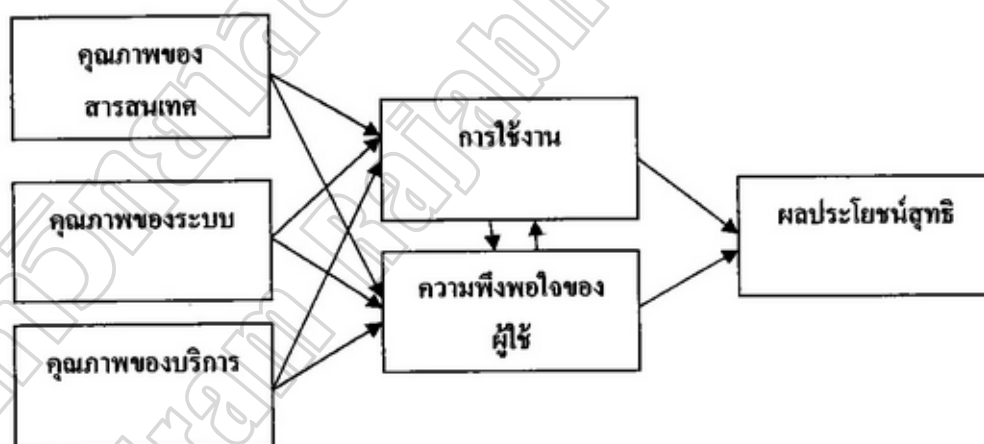 คุณภาพของ
สารสนเทศ
การใช้งาน
คุณภาพของระบบ
ผลประโยชน์สุทธิ
ความพึงพอใจของ
ผู้ใช้
คุณภาพของบริการ